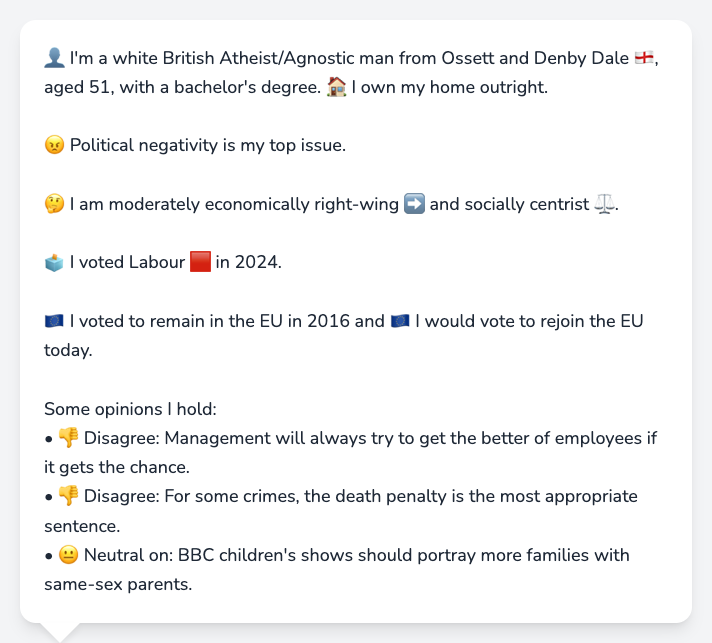 👤 I'm a white British Atheist/Agnostic man from Ossett and Denby Dale 🏴󠁧󠁢󠁥󠁮󠁧󠁿,
aged 51, with a bachelor's degree. 🏠 I own my home outright.
😠 Political negativity is my top issue.
🤔 I am moderately economically right-wing ➡️ and socially centrist ⚖️.
🗳️ I voted Labour 🟥 in 2024.
🇪🇺 I voted to remain in the EU in 2016 and 🇪🇺 I would vote to rejoin the EU
today.
Some opinions I hold:
• 👎 Disagree: Management will always try to get the better of employees if
it gets the chance.
• 👎 Disagree: For some crimes, the death penalty is the most appropriate
sentence.
• 😐 Neutral on: BBC children's shows should portray more families with
same-sex parents.